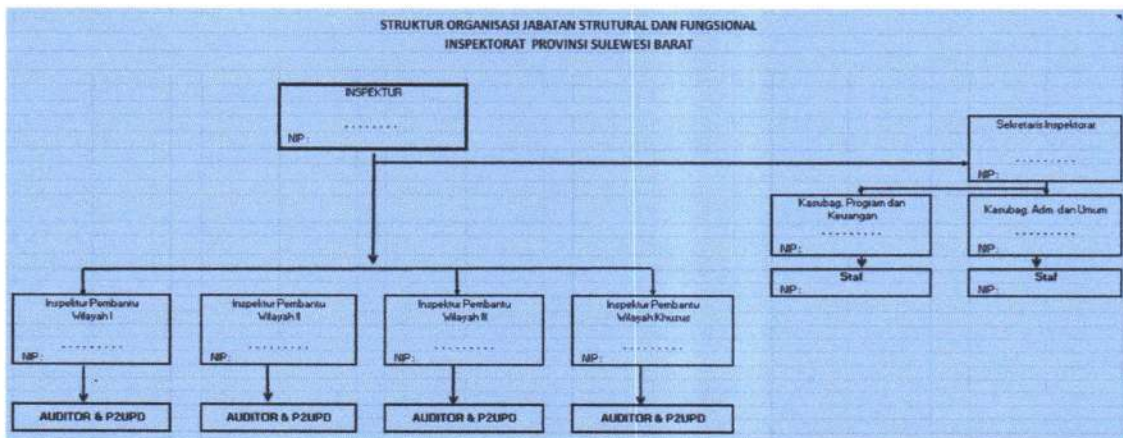 STRUKTUR ORGANISASI JABATAN STRUTURAL DAN FUNGSIONAL
INSPEKTORAT PROVINSI SULEWESI BARAT
INSPEKTUR
........
NIP :
Sekretaris Inspektorat
.........
NIP :
Kasubag. Program dan
Keuangan
.........
NIP :
Kasubag. Adm. dan Umum
.........
NIP :
Staf
NIP :
Staf
NIP :
Inspektur Pembantu
Wilayah I
.........
NIP :
Inspektur Pembantu
Wilayah II
.........
NIP :
Inspektur Pembantu
Wilayah III
.........
NIP :
Inspektur Pembantu
Wilayah Khusus
.........
NIP :
AUDITOR & P2UPD
AUDITOR & P2UPD
AUDITOR & P2UPD
AUDITOR & P2UPD